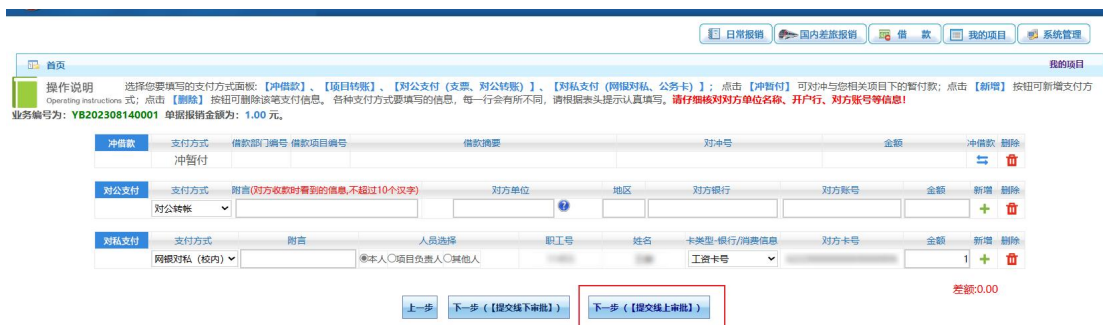 日常报销 国内差旅报销 借 款 我的项目 系统管理
首页 我的项目
操作说明 选择您要填写的支付方式面板:【冲借款】、【项目转账】、【对公支付 (支票、对公转账) 】、【对私支付 (网银对私、公务卡) 】; 点击 【冲暂付】 可对冲与您相关项目下的暂付款; 点击 【新增】 按钮可新增支付方
Operating instructions 式; 点击 【删除】 按钮可删除该笔支付信息。 各种支付方式要填写的信息, 每一行会有所不同, 请根据表头提示认真填写。请仔细核对对方单位名称、开户行、对方账号等信息!
业务编号为: YB202308140001 单据报销金额为: 1.00 元。
冲借款 支付方式 借款部门编号 借款项目编号 借款摘要 对冲号 金额 冲借款 删除
冲暂付
对公支付 支付方式 附言(对方收款时看到的信息,不超过10个汉字) 对方单位 地区 对方银行 对方账号 金额 新增 删除
对公转帐
对私支付 支付方式 附言 人员选择 职工号 姓名 卡类型-银行/消费信息 对方卡号 金额 新增 删除
网银对私 (校内) 本人 项目负责人 其他人 工资卡号 1
差额:0.00
上一步 下一步 (【提交线下审批】) 下一步 (【提交线上审批】)